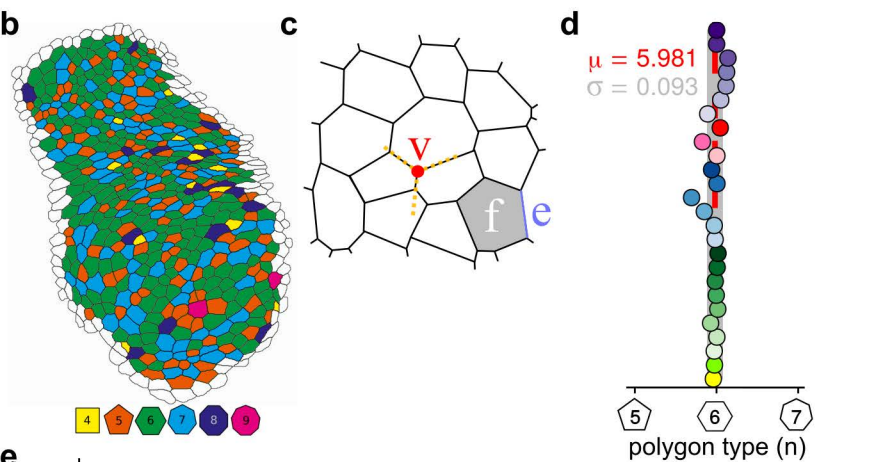 b
c
d
v
f
e
μ = 5.981
σ = 0.093
4 5 6 7 8 9
5 6 7
polygon type (n)
e